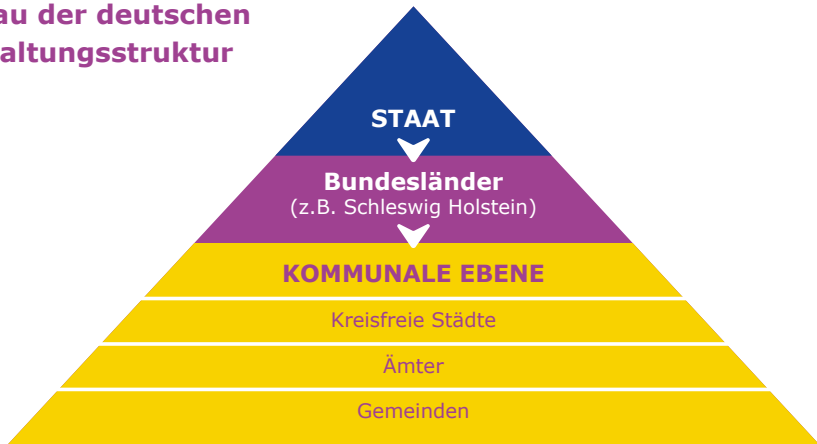 au der deutschen
altungsstruktur
STAAT
Bundesländer
(z.B. Schleswig Holstein)
KOMMUNALE EBENE
Kreisfreie Städte
Ämter
Gemeinden